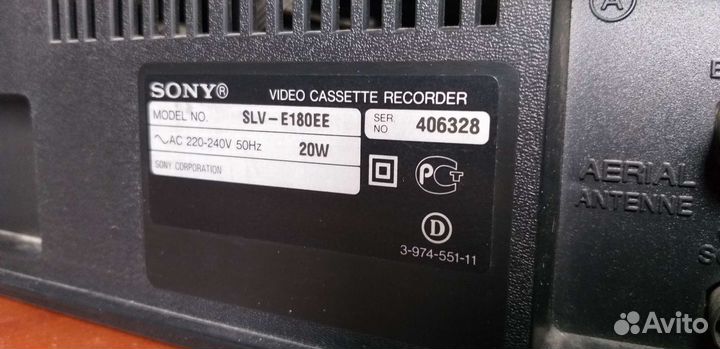 A
SONY® VIDEO CASSETTE RECORDER
MODEL NO. SLV-E180EE
SER. NO. 406328
~AC 220-240V 50Hz 20W
SONY CORPORATION
РСТ
D
3-974-551-11
AERIAL
ANTENNE
Avito